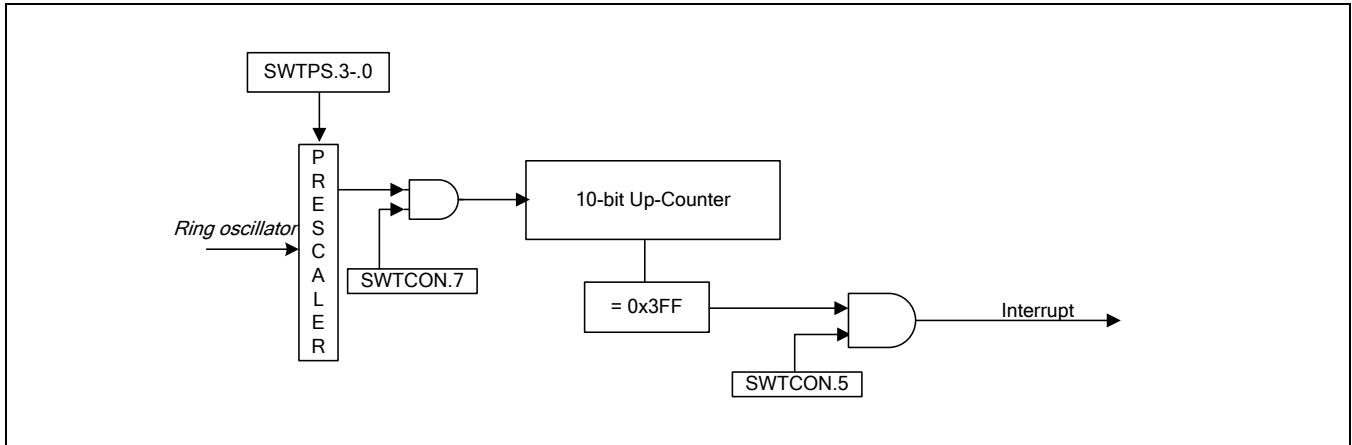 SWTPS.3-.0
P
R
E
S
C
A
L
E
R
Ring oscillator
SWTCON.7
10-bit Up-Counter
= 0x3FF
SWTCON.5
Interrupt